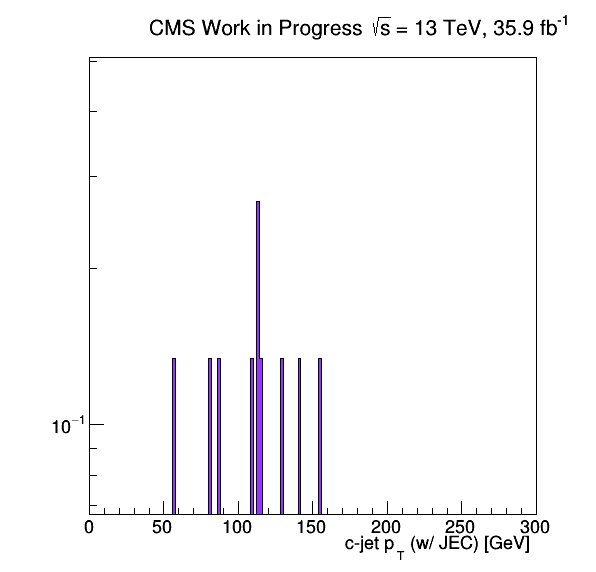 CMS Work in Progress √s = 13 TeV, 35.9 fb⁻¹
10⁻¹
0 50 100 150 200 250 300
c-jet p_T (w/ JEC) [GeV]